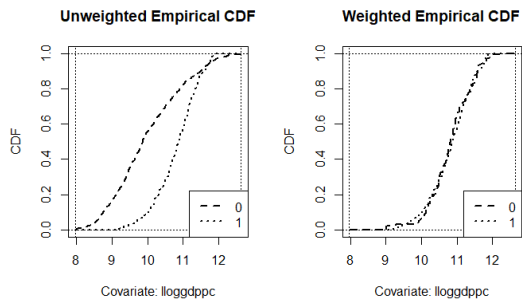 Unweighted Empirical CDF
CDF
0.0 0.2 0.4 0.6 0.8 1.0
0
1
8 9 10 11 12
Covariate: lloggdppc
Weighted Empirical CDF
CDF
0.0 0.2 0.4 0.6 0.8 1.0
0
1
8 9 10 11 12
Covariate: lloggdppc